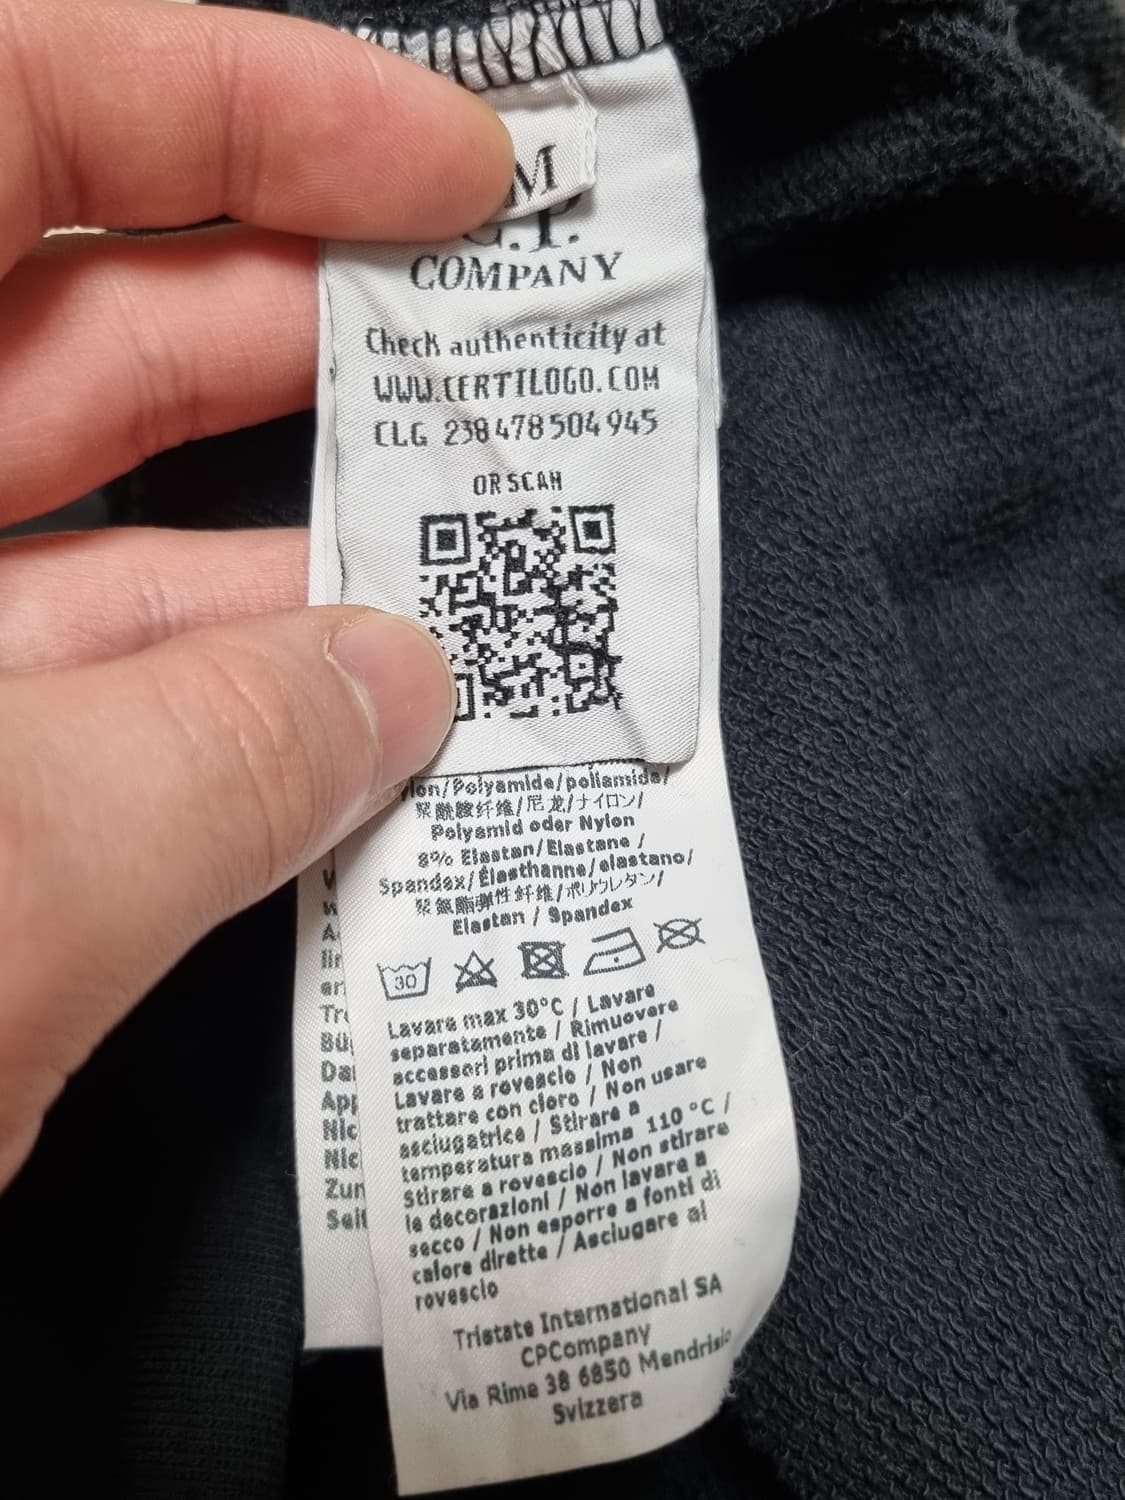 M
C.P.
COMPANY
Check authenticity at
WWW.CERTILOGO.COM
CLG 238478504945
OR SCAN
lon/Polyamide/poliamida/
聚酰胺纤维/尼龙/ナイロン/
Polyamid oder Nylon
8% Elastan/Elastane /
Spandex/Élasthanne/elastano/
聚氨酯弹性纤维/ポリウレタン/
Elastan / Spandex
30
Lavare max 30°C / Lavare
separatamente / Rimuovere
accessori prima di lavare /
Lavare a rovescio / Non
trattare con cloro / Non usare
asciugatrice / Stirare a
temperatura massima 110 °C /
Stirare a rovescio / Non stirare
le decorazioni / Non lavare a
secco / Non esporre a fonti di
calore dirette / Asciugare al
rovescio
Tristate International SA
CPCompany
Via Rime 38 6850 Mendrisio
Svizzera